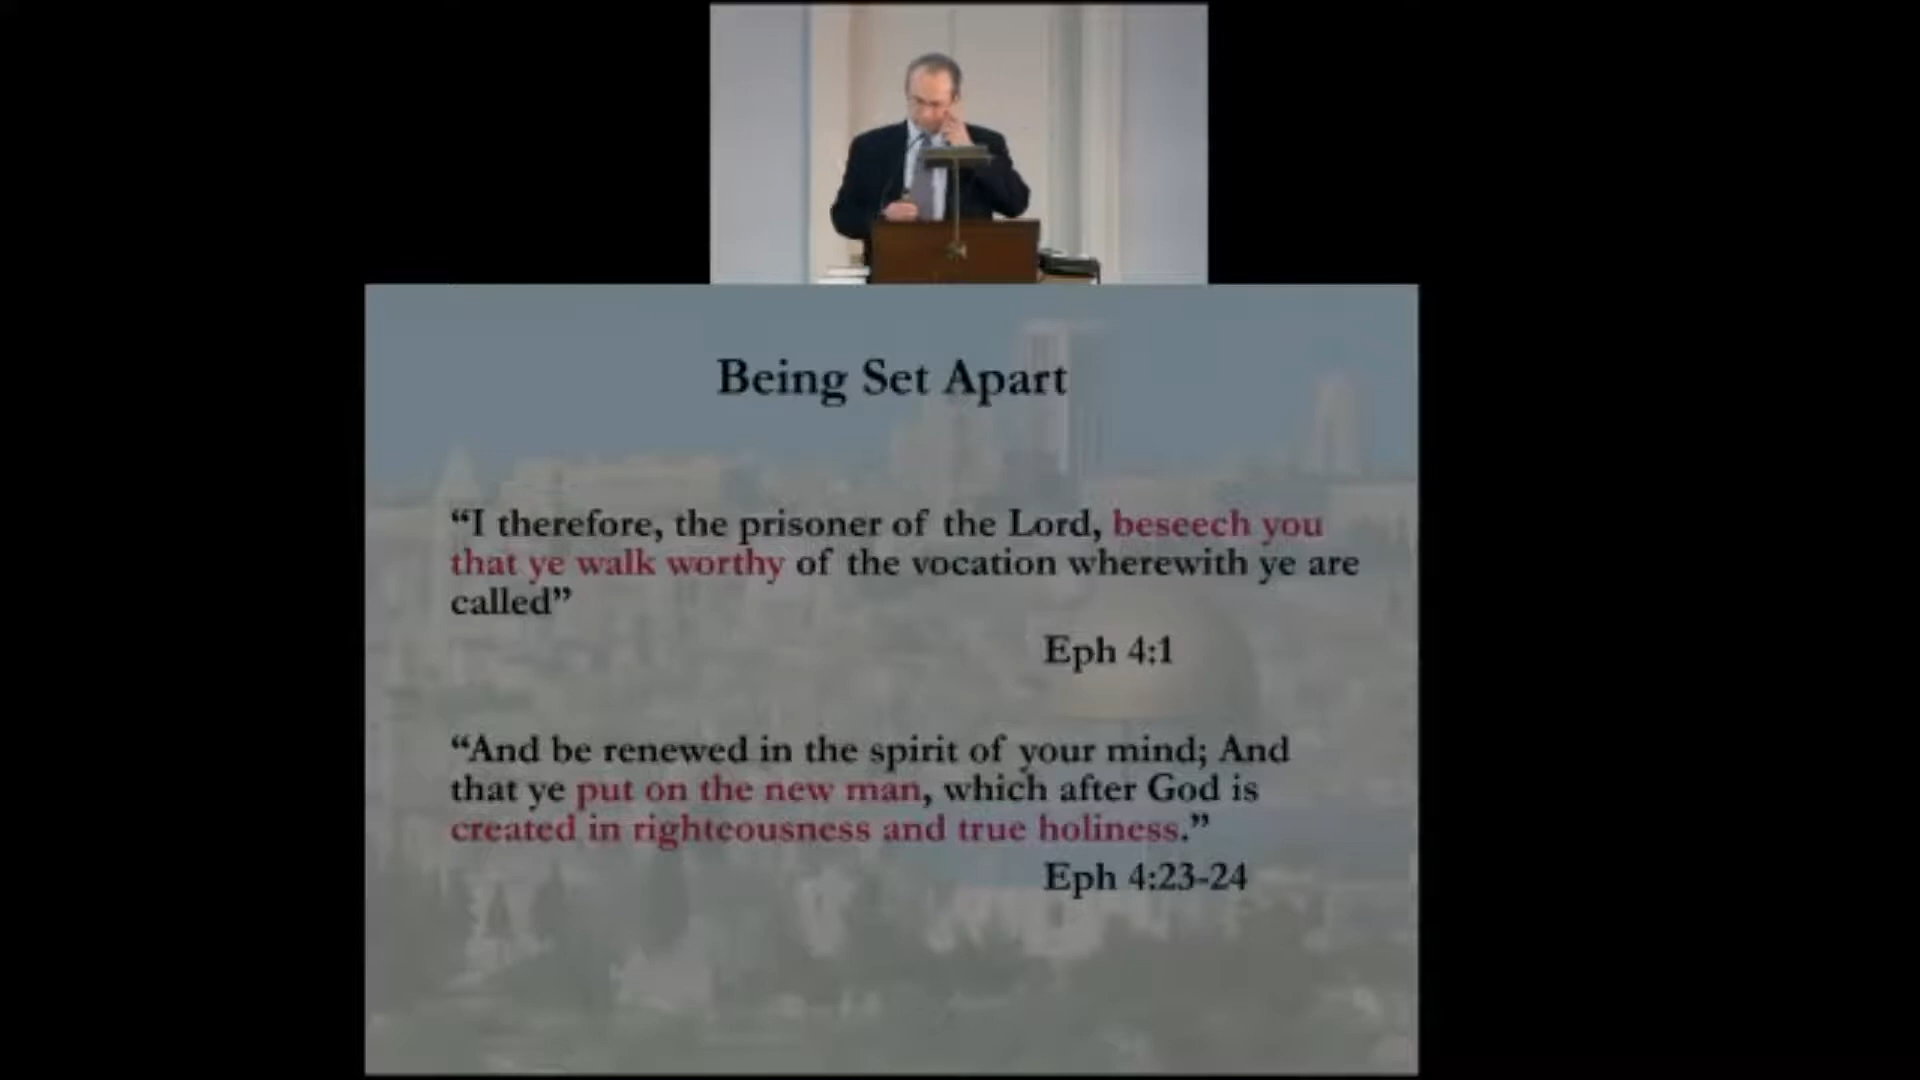 Being Set Apart
“I therefore, the prisoner of the Lord, beseech you
that ye walk worthy of the vocation wherewith ye are
called”
Eph 4:1
“And be renewed in the spirit of your mind; And
that ye put on the new man, which after God is
created in righteousness and true holiness.”
Eph 4:23-24